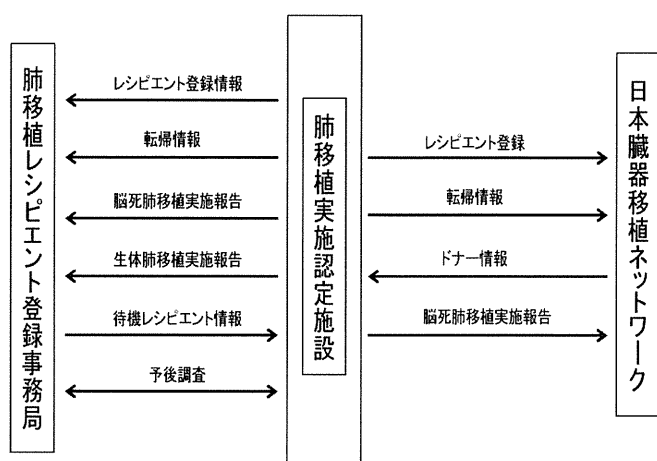 肺移植レシピエント登録事務局
レシピエント登録情報
転帰情報
脳死肺移植実施報告
生体肺移植実施報告
待機レシピエント情報
予後調査
肺移植実施認定施設
レシピエント登録
転帰情報
ドナー情報
脳死肺移植実施報告
日本臓器移植ネットワーク